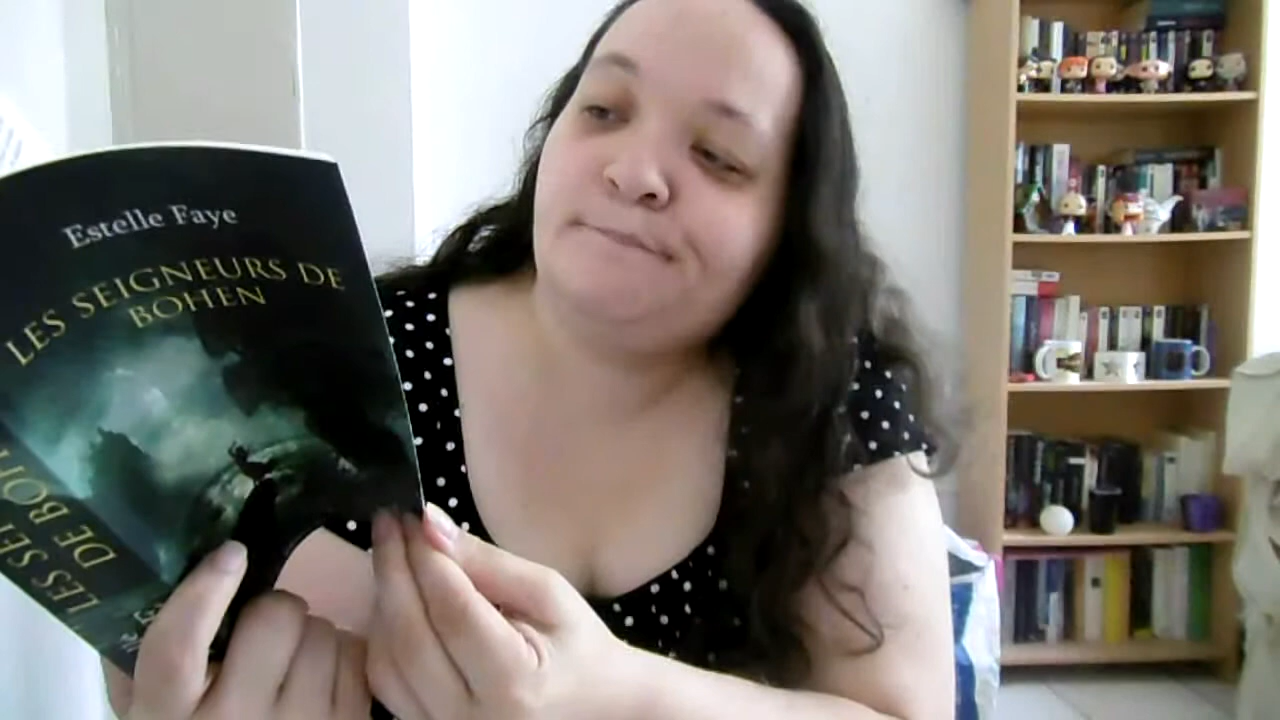 Estelle Faye
LES SEIGNEURS DE
BOHEN
LES SEI
DE BOH